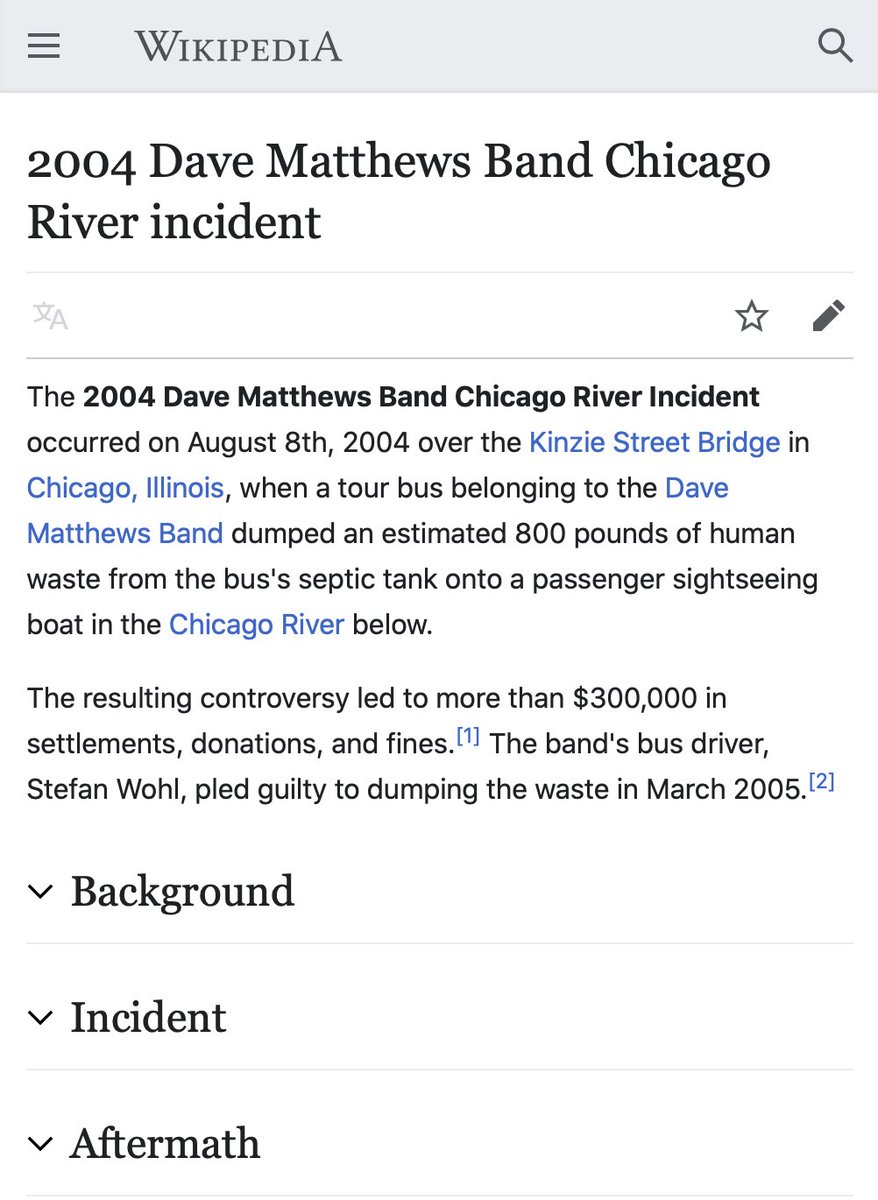 WIKIPEDIA
2004 Dave Matthews Band Chicago
River incident
文A
The 2004 Dave Matthews Band Chicago River Incident
occurred on August 8th, 2004 over the Kinzie Street Bridge in
Chicago, Illinois, when a tour bus belonging to the Dave
Matthews Band dumped an estimated 800 pounds of human
waste from the bus's septic tank onto a passenger sightseeing
boat in the Chicago River below.
The resulting controversy led to more than $300,000 in
settlements, donations, and fines.[1] The band's bus driver,
Stefan Wohl, pled guilty to dumping the waste in March 2005.[2]
Background
Incident
Aftermath